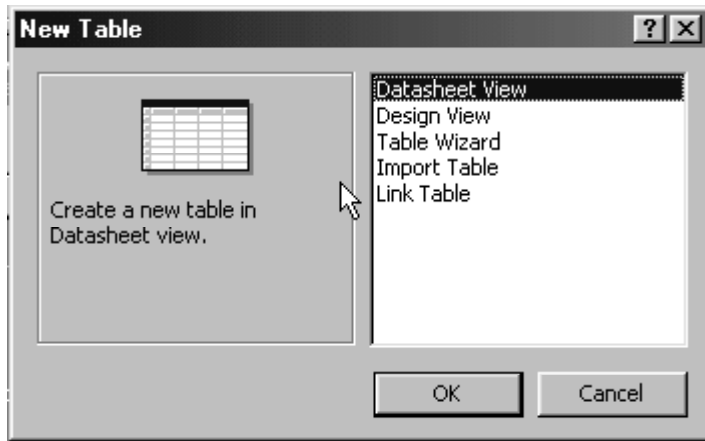 New Table
Create a new table in
Datasheet view.
Datasheet View
Design View
Table Wizard
Import Table
Link Table
OK
Cancel